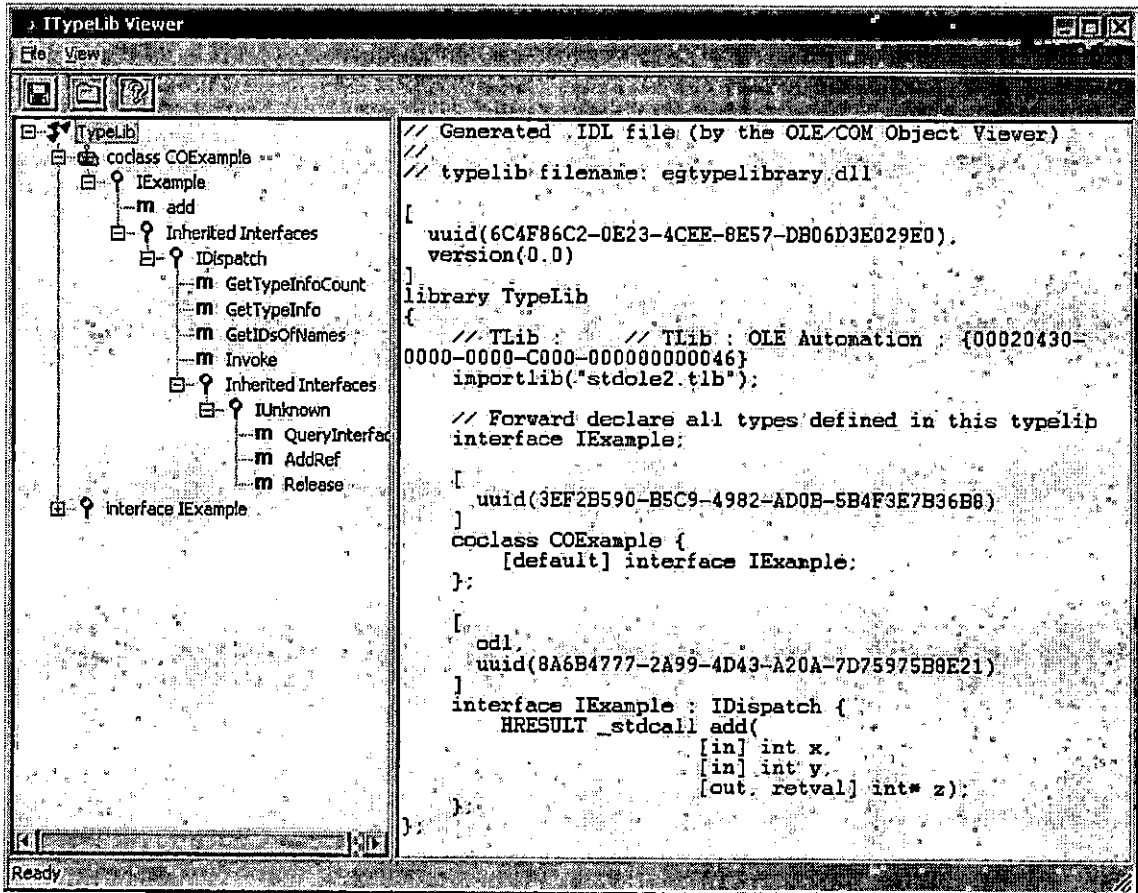 ITypeLib Viewer
File View
TypeLib
coclass COExample
IExample
m add
Inherited Interfaces
IDispatch
m GetTypeInfoCount
m GetTypeInfo
m GetIDsOfNames
m Invoke
Inherited Interfaces
IUnknown
m QueryInterfac
m AddRef
m Release
interface IExample
// Generated .IDL file (by the OLE/COM Object Viewer)
//
// typelib filename: egtypelibrary.dll
[
uuid(6C4F86C2-0E23-4CEE-8E57-DB06D3E029E0),
version(0.0)
]
library TypeLib
{
// TLib : // TLib : OLE Automation : {00020430-
0000-0000-C000-000000000046}
importlib("stdole2.tlb");
// Forward declare all types defined in this typelib
interface IExample;
[
uuid(3EF2B590-B5C9-4982-AD0B-5B4F3E7B36B8)
]
coclass COExample {
[default] interface IExample;
};
[
odl,
uuid(8A6B4777-2A99-4D43-A20A-7D75975B8E21)
]
interface IExample : IDispatch {
HRESULT _stdcall add(
[in] int x,
[in] int y,
[out, retval] int* z);
};
};
Ready